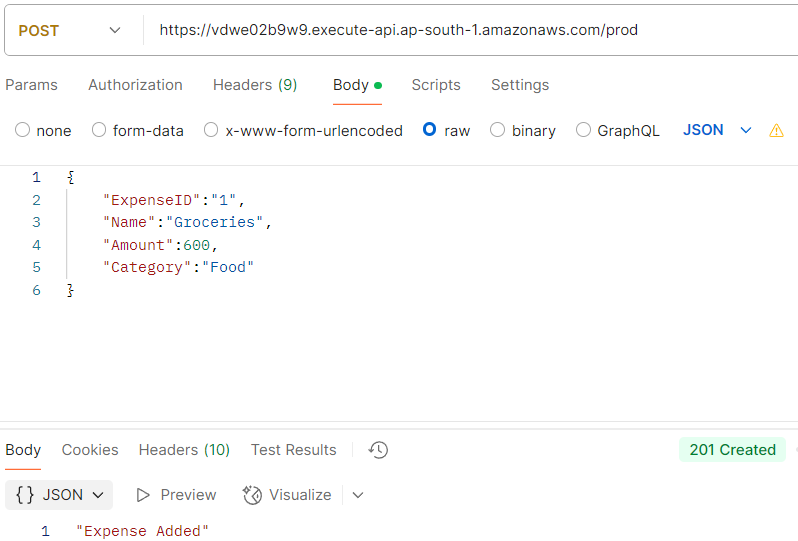 POST https://vdwe02b9w9.execute-api.ap-south-1.amazonaws.com/prod
Params Authorization Headers (9) Body Scripts Settings
none form-data x-www-form-urlencoded raw binary GraphQL JSON
1 {
2 "ExpenseID":"1",
3 "Name":"Groceries",
4 "Amount":600,
5 "Category":"Food"
6 }
Body Cookies Headers (10) Test Results 201 Created
{} JSON Preview Visualize
1 "Expense Added"